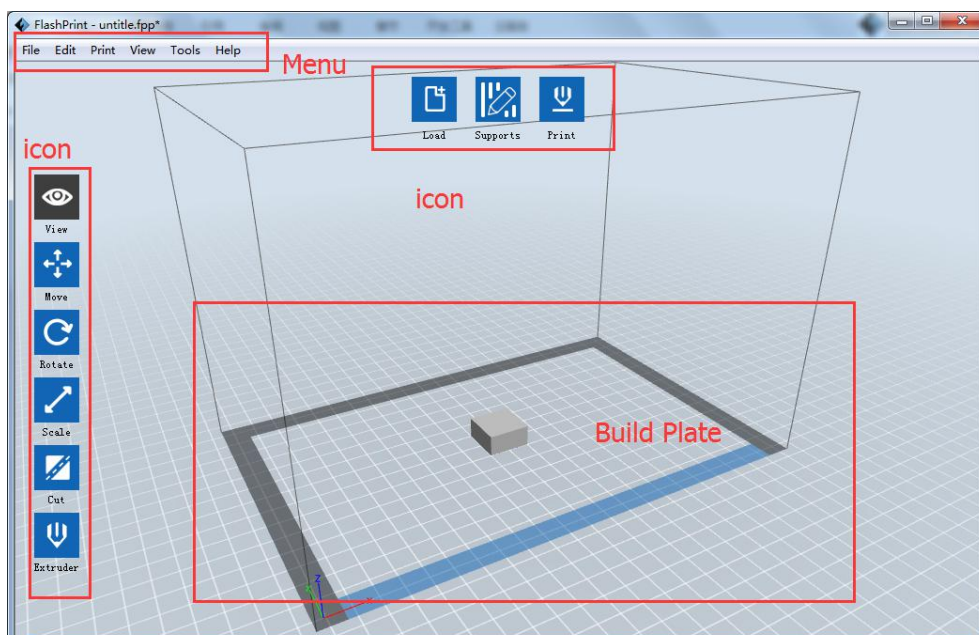 FlashPrint - untitle.fpp*
File Edit Print View Tools Help
Menu
Load Supports Print
icon
icon
View
Move
Rotate
Scale
Cut
Extruder
Build Plate
Z